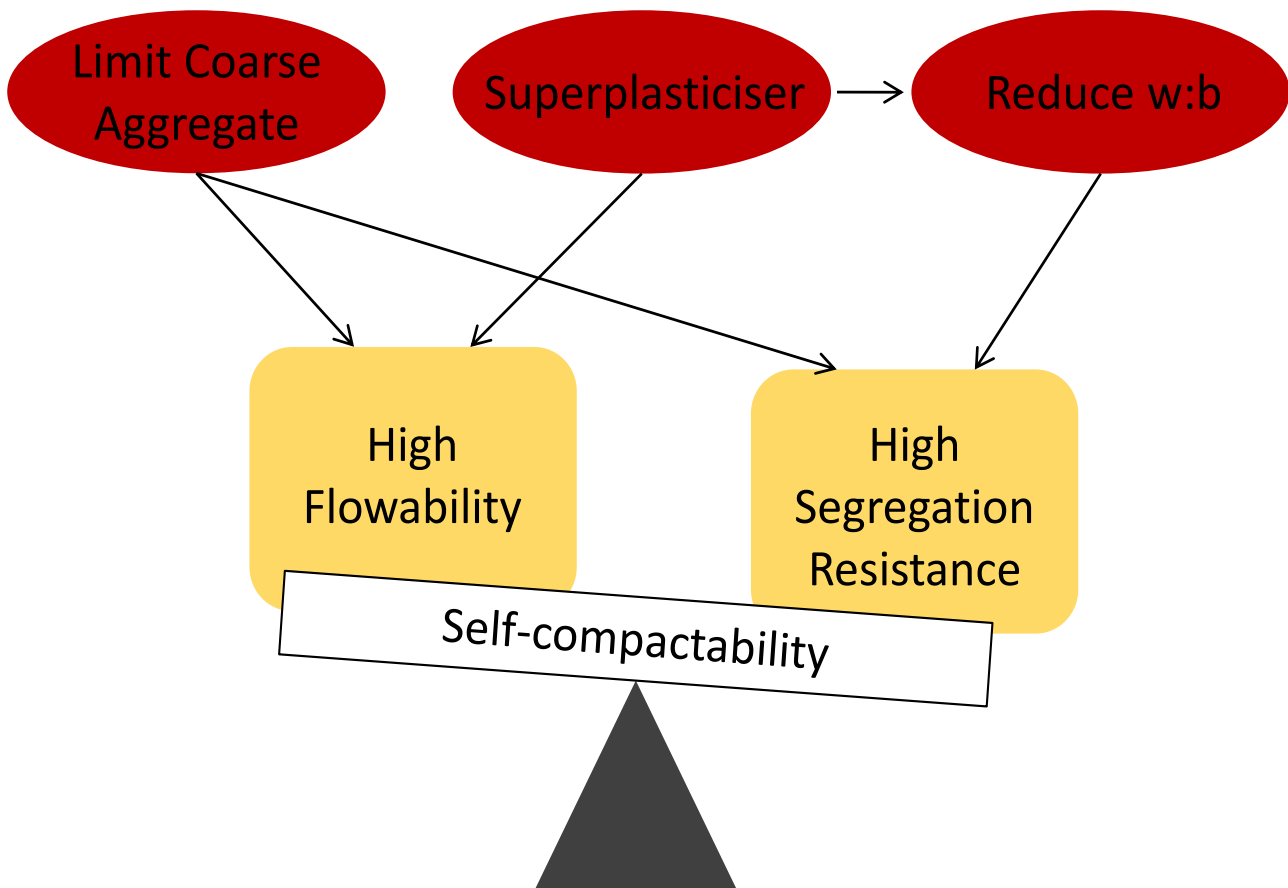 Limit Coarse
Aggregate
Superplasticiser
Reduce w:b
High
Flowability
High
Segregation
Resistance
Self-compactability